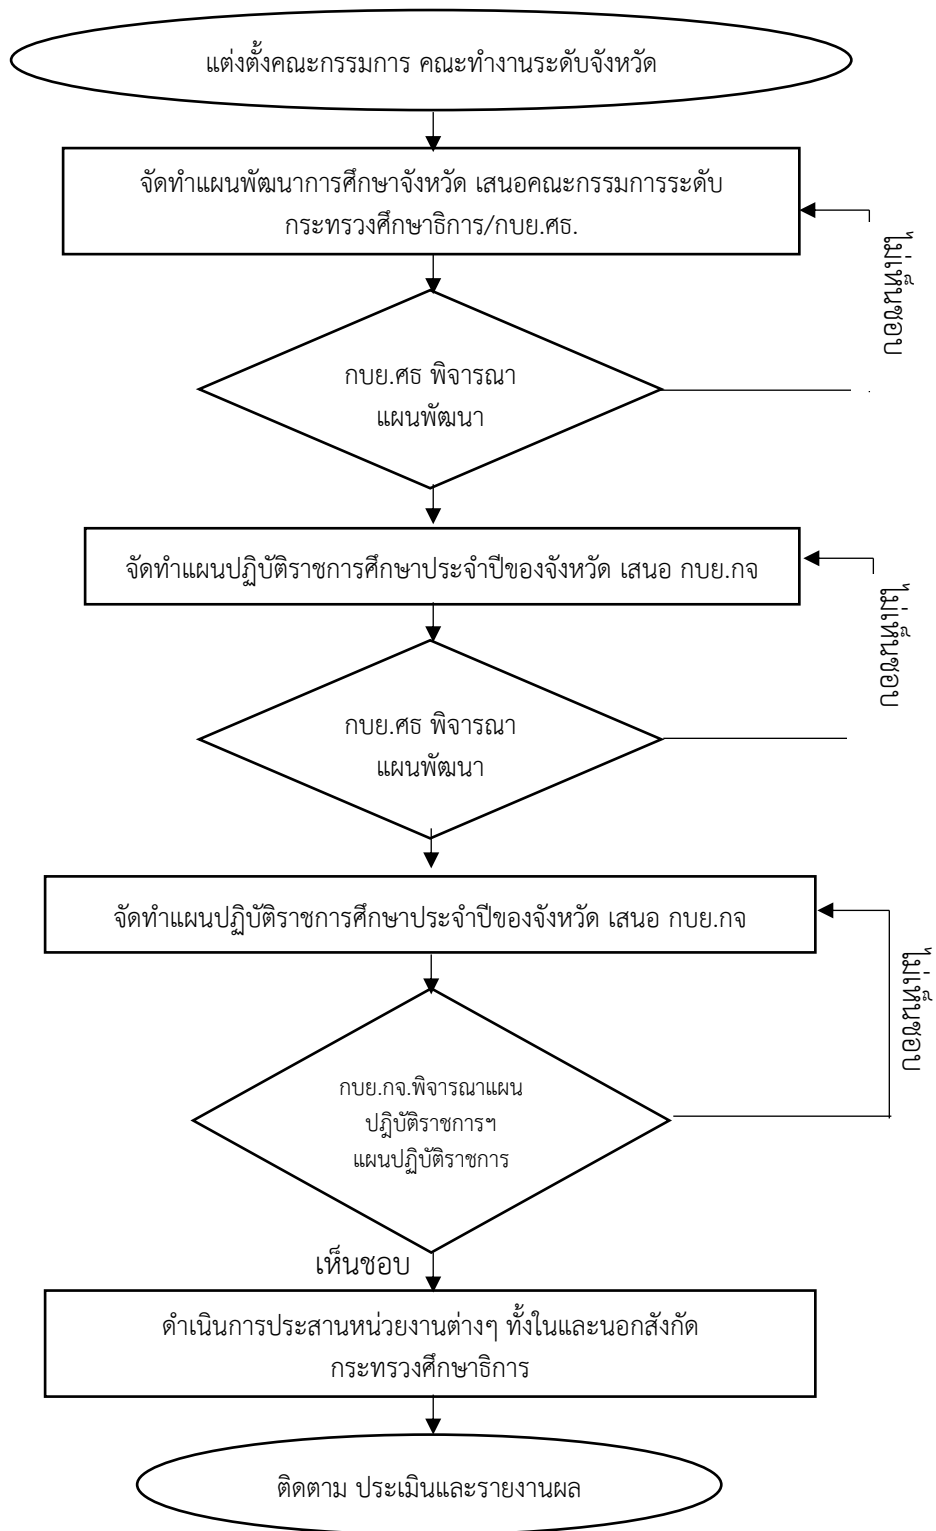 แต่งตั้งคณะกรรมการ คณะทำงานระดับจังหวัด
จัดทำแผนพัฒนาการศึกษาจังหวัด เสนอคณะกรรมการระดับ
กระทรวงศึกษาธิการ/กบย.ศธ.
ไม่เห็นชอบ
กบย.ศธ พิจารณา
แผนพัฒนา
จัดทำแผนปฏิบัติราชการศึกษาประจำปีของจังหวัด เสนอ กบย.กจ
ไม่เห็นชอบ
กบย.ศธ พิจารณา
แผนพัฒนา
จัดทำแผนปฏิบัติราชการศึกษาประจำปีของจังหวัด เสนอ กบย.กจ
ไม่เห็นชอบ
กบย.กจ.พิจารณาแผน
ปฎิบัติราชการฯ
แผนปฏิบัติราชการ
เห็นชอบ
ดำเนินการประสานหน่วยงานต่างๆ ทั้งในและนอกสังกัด
กระทรวงศึกษาธิการ
ติดตาม ประเมินและรายงานผล